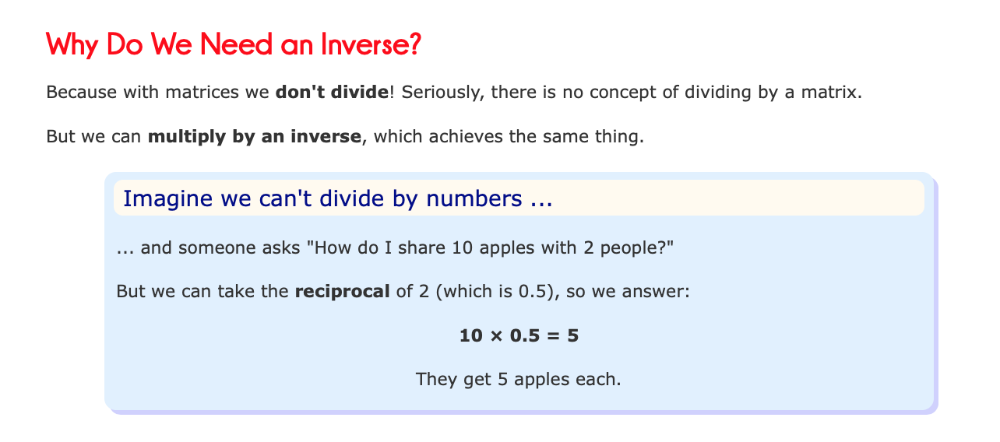 Why Do We Need an Inverse?
Because with matrices we don't divide! Seriously, there is no concept of dividing by a matrix.
But we can multiply by an inverse, which achieves the same thing.
Imagine we can't divide by numbers ...
... and someone asks "How do I share 10 apples with 2 people?"
But we can take the reciprocal of 2 (which is 0.5), so we answer:
10 × 0.5 = 5
They get 5 apples each.